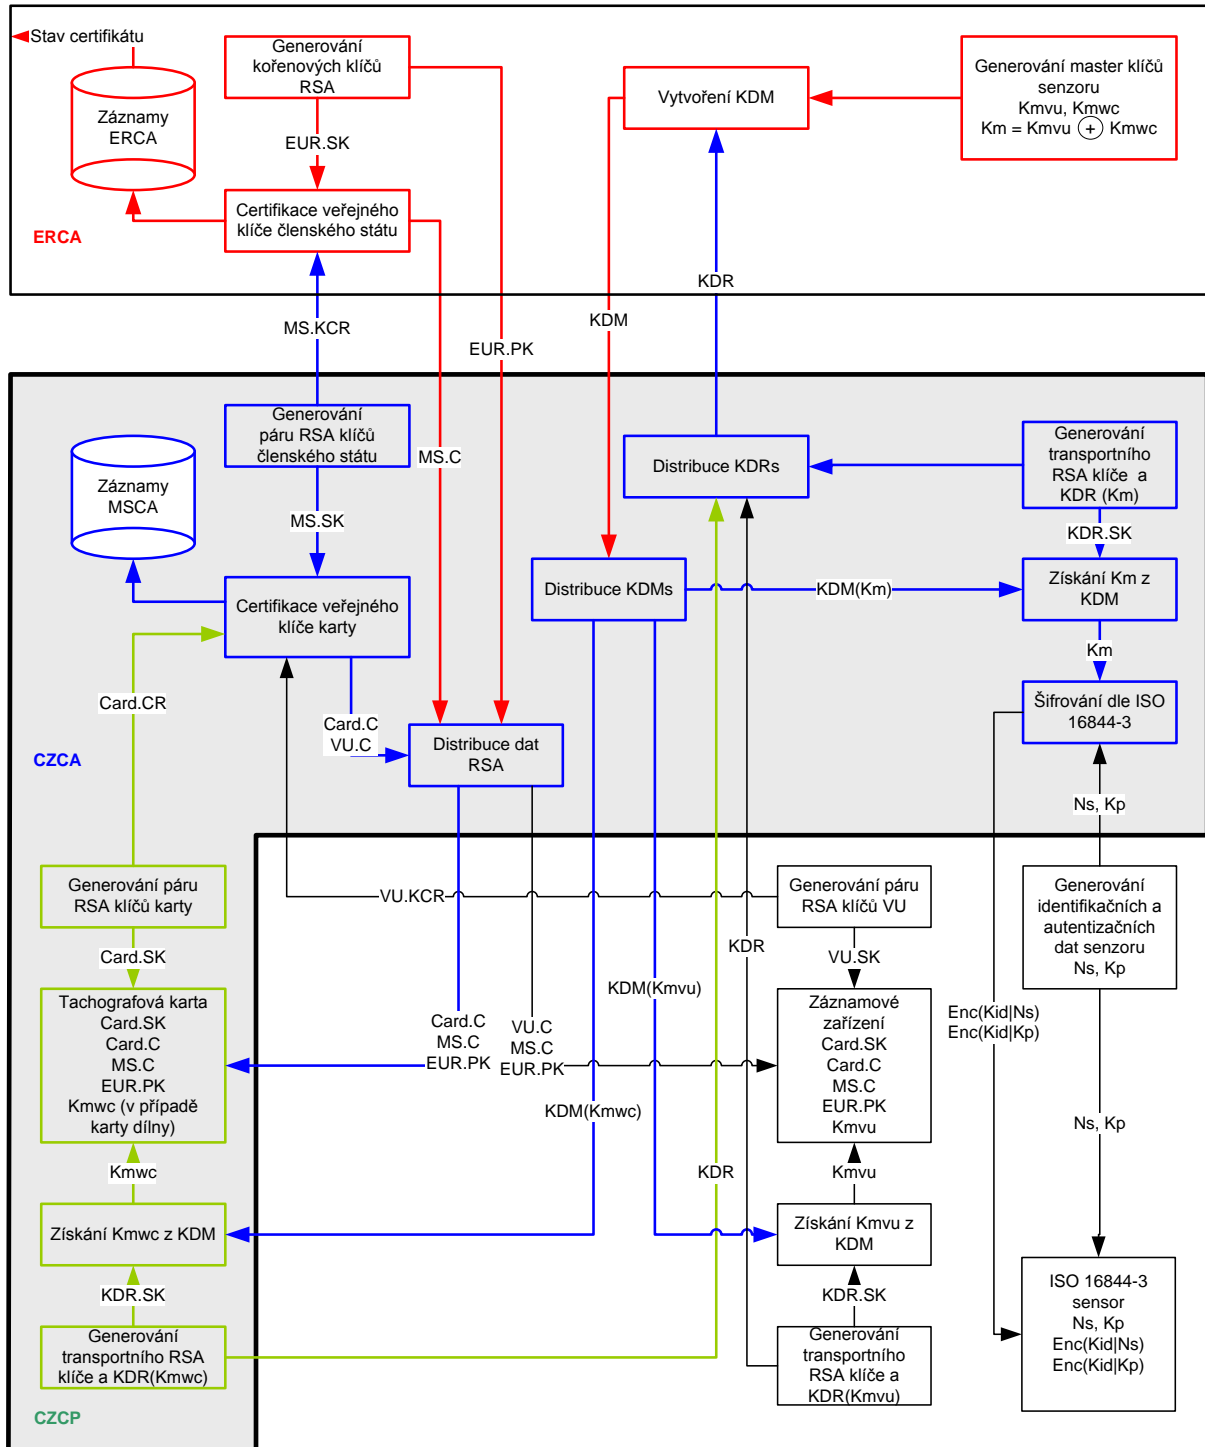 Stav certifikátu
Generování
kořenových klíčů
RSA
Záznamy
ERCA
EUR.SK
Certifikace veřejného
klíče členského státu
ERCA
Vytvoření KDM
Generování master klíčů
senzoru
Kmvu, Kmwc
Km = Kmvu + Kmwc
KDR
MS.KCR
KDM
EUR.PK
Generování
páru RSA klíčů
členského státu
MS.C
Záznamy
MSCA
MS.SK
Distribuce KDRs
Generování
transportního
RSA klíče a
KDR (Km)
KDR.SK
Certifikace veřejného
klíče karty
Distribuce KDMs
KDM(Km)
Získání Km z
KDM
Km
Card.CR
Card.C
VU.C
Distribuce dat
RSA
Šifrování dle ISO
16844-3
CZCA
Ns, Kp
Generování páru
RSA klíčů karty
VU.KCR
Generování páru
RSA klíčů VU
Generování
identifikačních a
autentizačních
dat senzoru
Ns, Kp
KDR
Card.SK
VU.SK
Tachografová karta
Card.SK
Card.C
MS.C
EUR.PK
Kmwc (v případě
karty dílny)
KDM(Kmvu)
Card.C
MS.C
EUR.PK
VU.C
MS.C
EUR.PK
Záznamové
zařízení
Card.SK
Card.C
MS.C
EUR.PK
Kmvu
Enc(Kid|Ns)
Enc(Kid|Kp)
KDM(Kmwc)
Ns, Kp
Kmwc
KDR
Kmvu
Získání Kmwc z KDM
Získání Kmvu z
KDM
KDR.SK
KDR.SK
ISO 16844-3
sensor
Ns, Kp
Enc(Kid|Ns)
Enc(Kid|Kp)
Generování
transportního RSA
klíče a KDR(Kmwc)
Generování
transportního
RSA klíče a
KDR(Kmvu)
CZCP